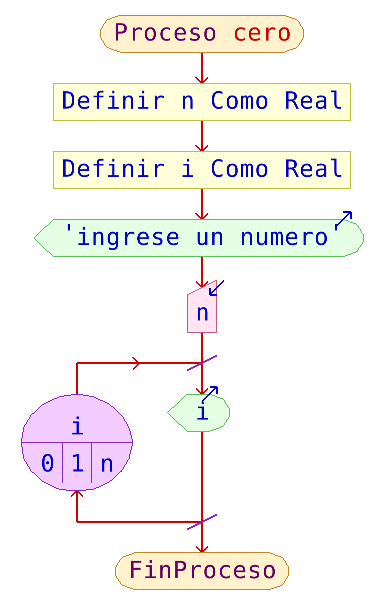 Proceso cero
Definir n Como Real
Definir i Como Real
'ingrese un numero'
n
i
i
0 1 n
FinProceso